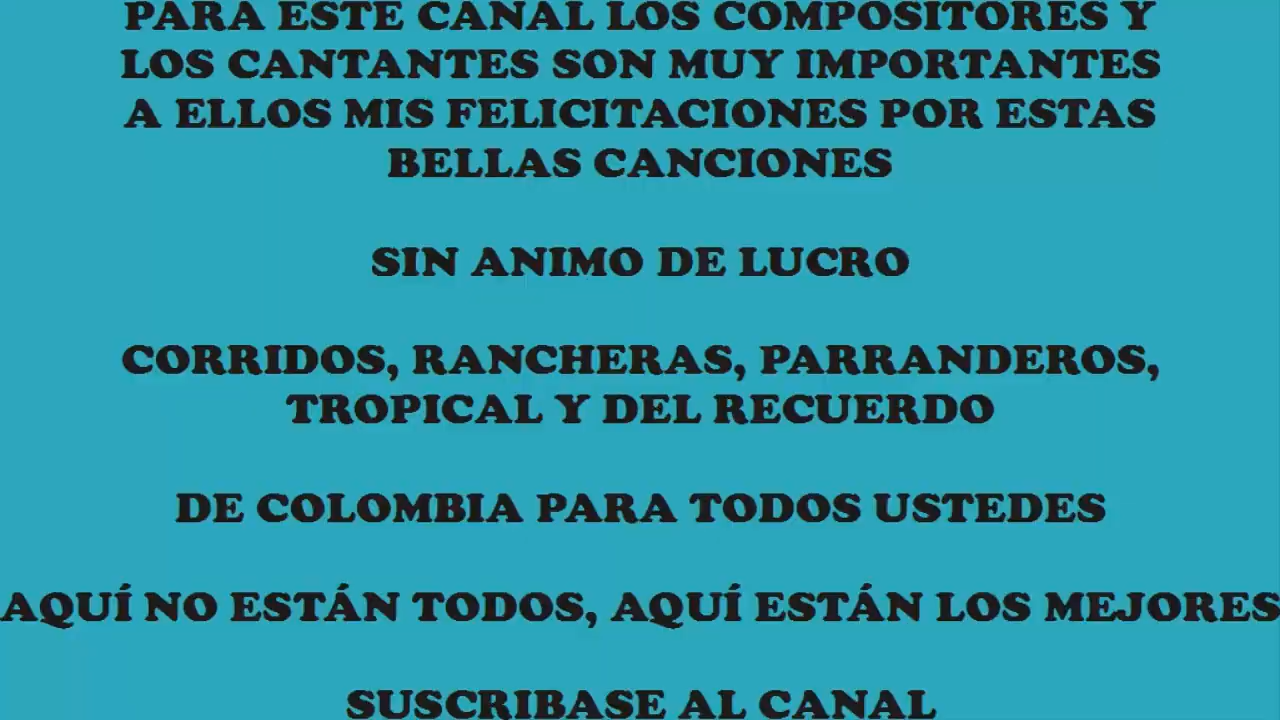 PARA ESTE CANAL LOS COMPOSITORES Y
LOS CANTANTES SON MUY IMPORTANTES
A ELLOS MIS FELICITACIONES POR ESTAS
BELLAS CANCIONES
SIN ANIMO DE LUCRO
CORRIDOS, RANCHERAS, PARRANDEROS,
TROPICAL Y DEL RECUERDO
DE COLOMBIA PARA TODOS USTEDES
AQUÍ NO ESTÁN TODOS, AQUÍ ESTÁN LOS MEJORES
SUSCRIBASE AL CANAL